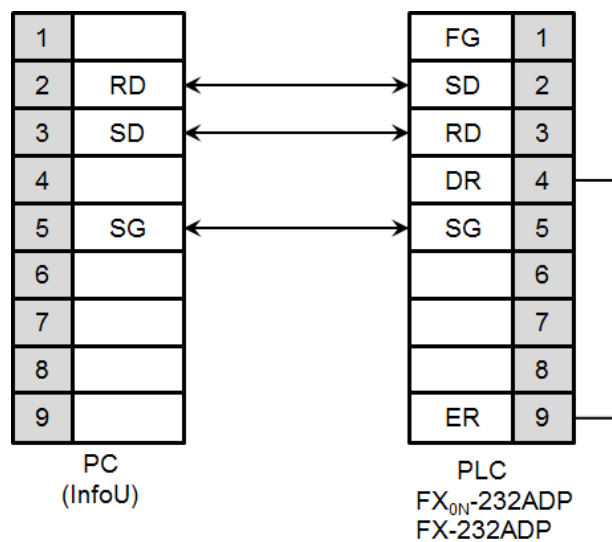 1 FG 1
2 RD SD 2
3 SD RD 3
4 DR 4
5 SG SG 5
6 6
7 7
8 8
9 ER 9
PC
(InfoU)
PLC
FX0N-232ADP
FX-232ADP